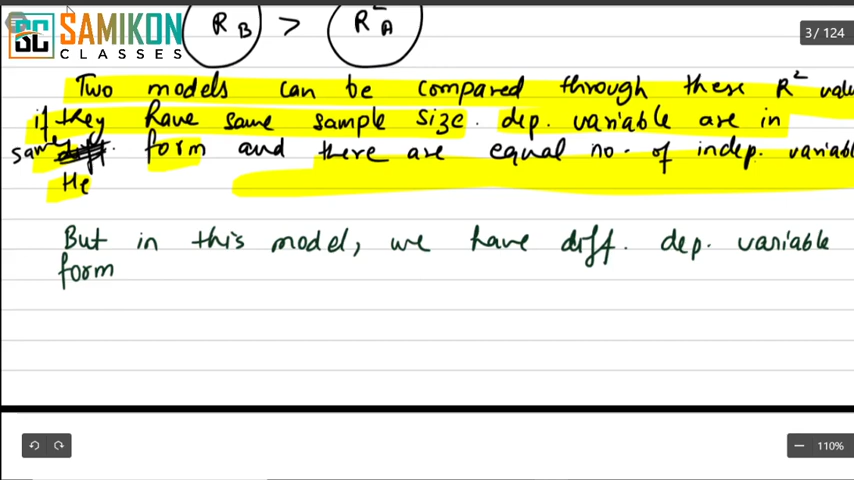 SAMIKON
CLASSES
R B > R² A
3 / 124
Two models can be compared through these R² valu
if they have same sample size. dep. variable are in
same form and there are equal no. of indep. variab
He
But in this model, we have diff. dep. variable
form
110%